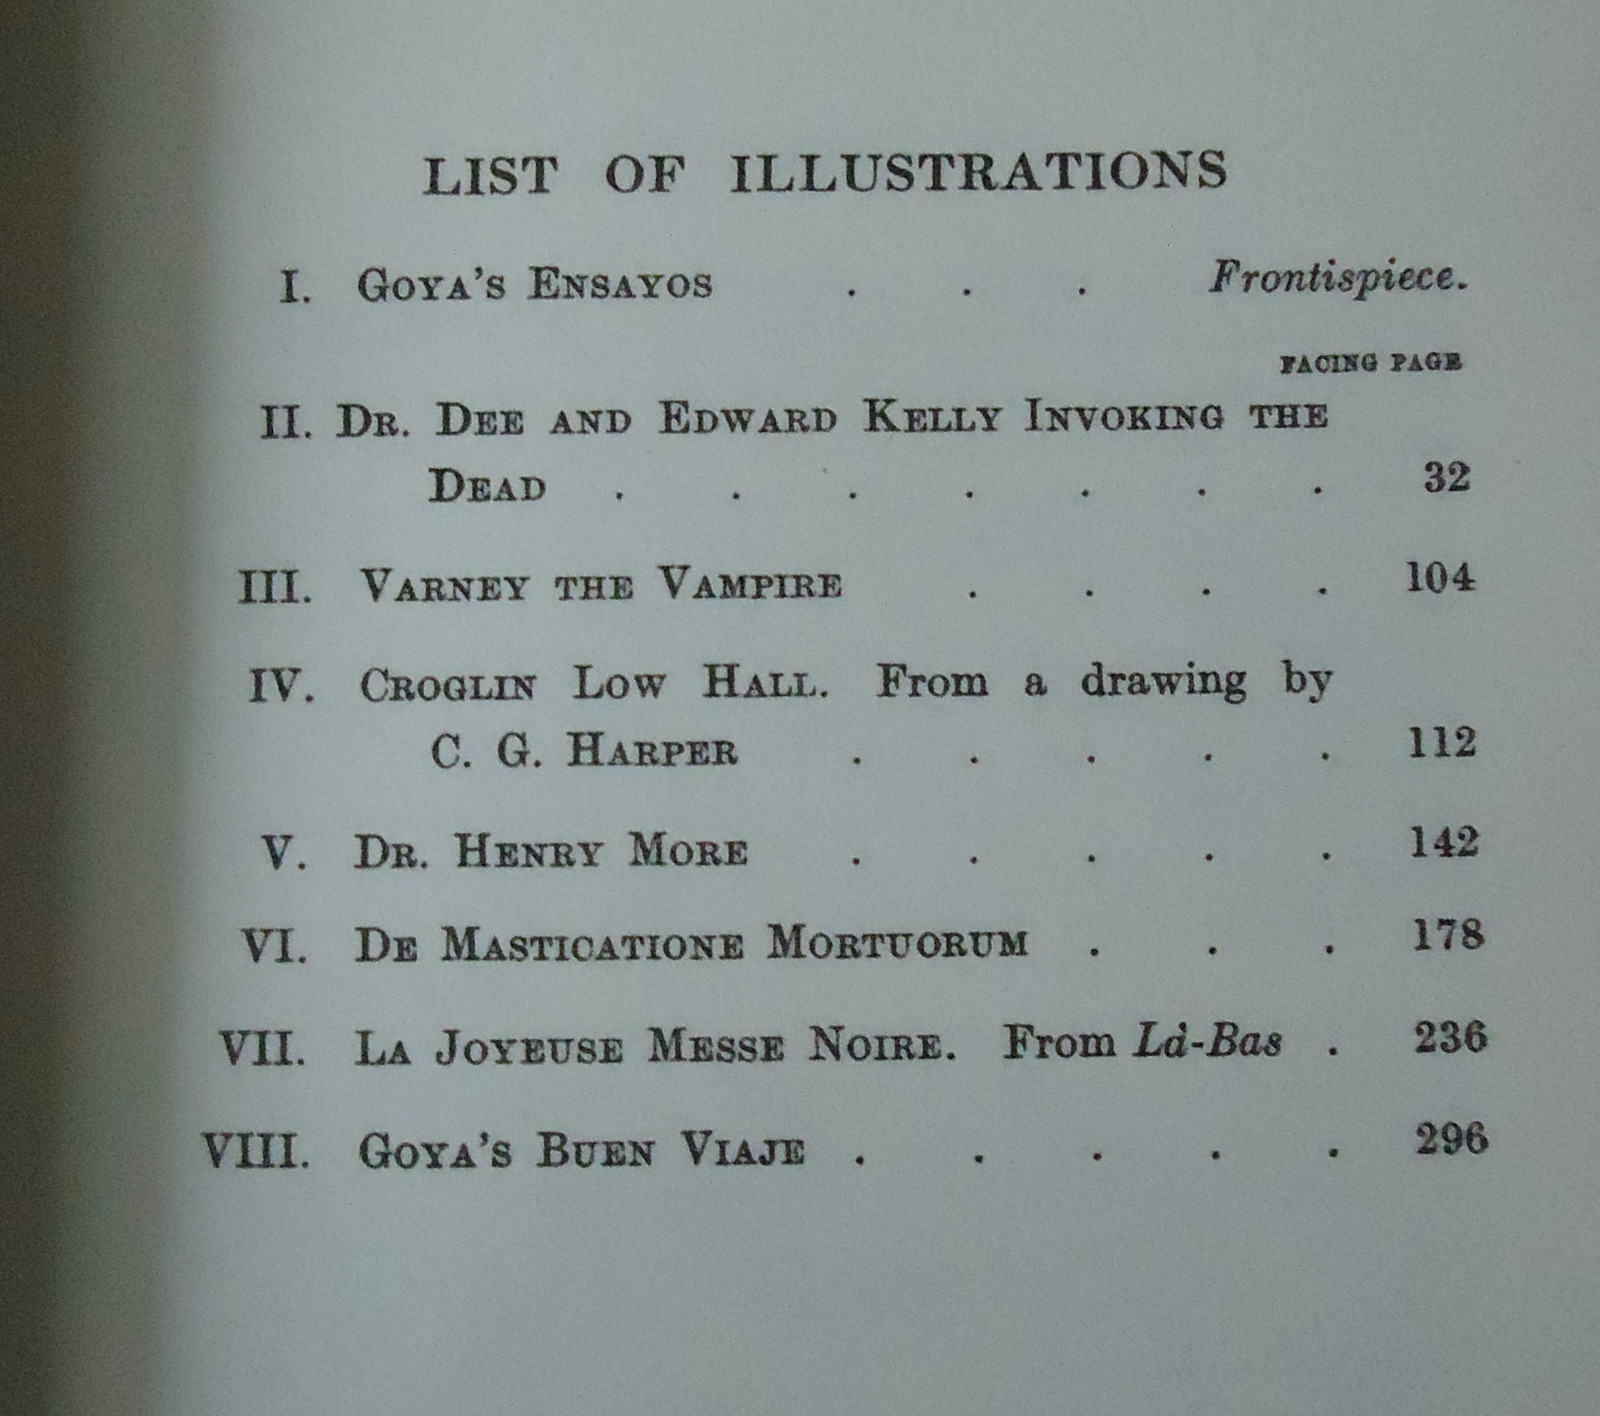 LIST OF ILLUSTRATIONS
I. GOYA'S ENSAYOS . . . Frontispiece.
FACING PAGE
II. DR. DEE AND EDWARD KELLY INVOKING THE
DEAD . . . . . . . 32
III. VARNEY THE VAMPIRE . . . . 104
IV. CROGLIN LOW HALL. From a drawing by
C. G. HARPER . . . . . 112
V. DR. HENRY MORE . . . . . 142
VI. DE MASTICATIONE MORTUORUM . . . 178
VII. LA JOYEUSE MESSE NOIRE. From Là-Bas . 236
VIII. GOYA'S BUEN VIAJE . . . . . 296